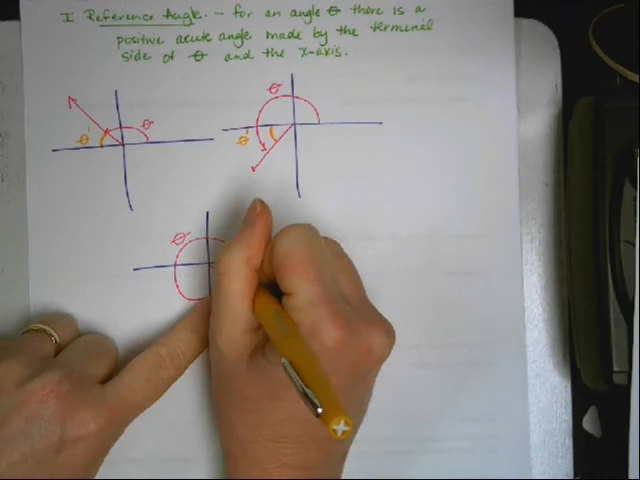 I Reference Angle. - for an angle θ there is a
positive acute angle made by the terminal
side of θ and the x-axis.
θ' θ
θ
θ'
θ